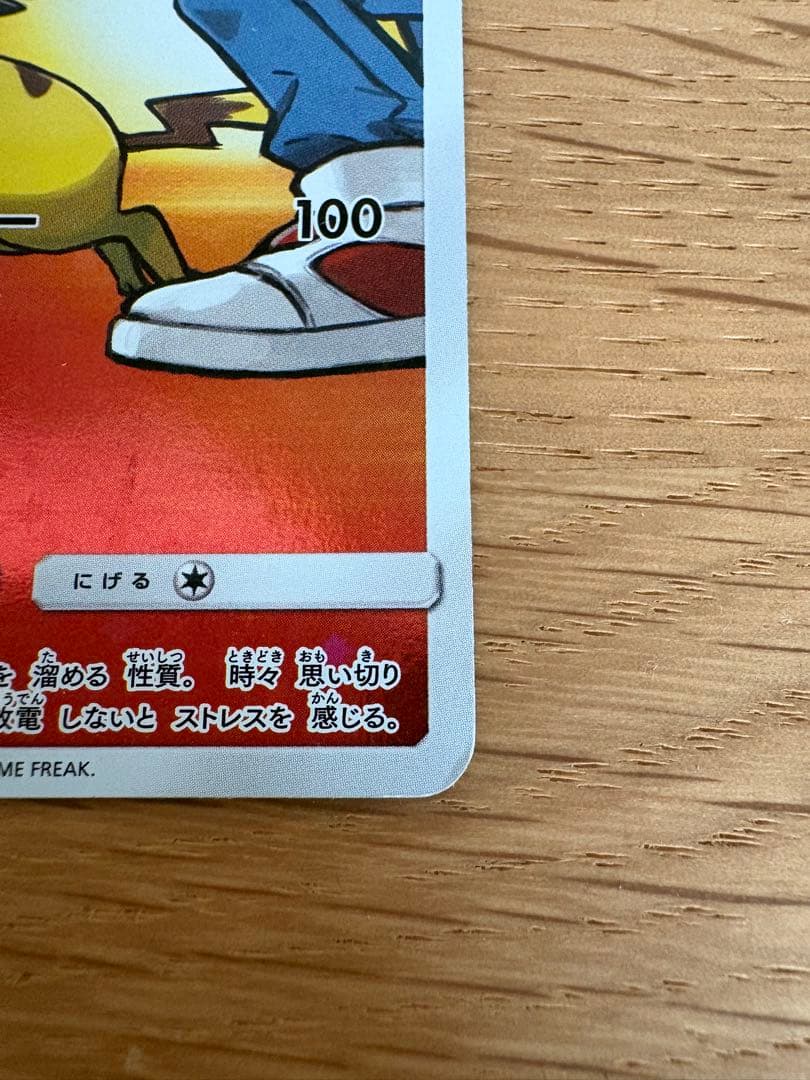 100
にげる
を 溜める 性質。 時々 思い切り
放電 しないと ストレスを 感じる。
ME FREAK.